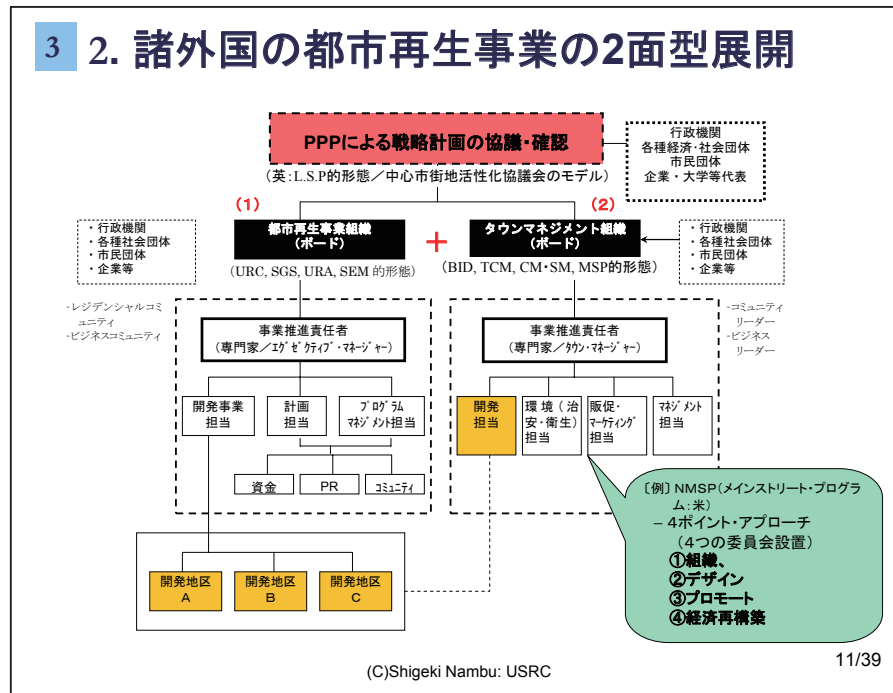 3 2. 諸外国の都市再生事業の2面型展開
PPPによる戦略計画の協議・確認
(英:L.S.P的形態/中心市街地活性化協議会のモデル)
行政機関
各種経済・社会団体
市民団体
企業・大学等代表
(1)
(2)
・行政機関
・各種社会団体
・市民団体
・企業等
都市再生事業組織
(ボード)
+
タウンマネジメント組織
(ボード)
・行政機関
・各種社会団体
・市民団体
・企業等
(URC, SGS, URA, SEM 的形態)
(BID, TCM, CM・SM, MSP的形態)
-レジデンシャルコミ
ュニティ
-ビジネスコミュニティ
-コミュニティ
リーダー
-ビジネス
リーダー
事業推進責任者
(専門家/エグゼクティブ・マネージャー)
事業推進責任者
(専門家/タウン・マネージャー)
開発事業
担当
計画
担当
プログラム
マネジメント担当
開発
担当
環境(治
安・衛生)
担当
販促・
マーケティング
担当
マネジメント
担当
資金
PR
コミュニティ
開発地区
A
開発地区
B
開発地区
C
〔例〕NMSP(メインストリート・プログラ
ム:米)
– 4ポイント・アプローチ
(4つの委員会設置)
①組織、
②デザイン
③プロモート
④経済再構築
(C)Shigeki Nambu: USRC
11/39